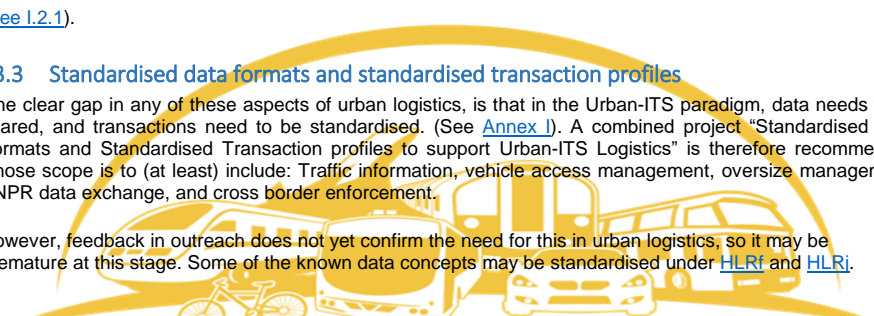 ee I.2.1).
3.3 Standardised data formats and standardised transaction profiles
ne clear gap in any of these aspects of urban logistics, is that in the Urban-ITS paradigm, data needs
ared, and transactions need to be standardised. (See Annex I). A combined project “Standardised
ormats and Standardised Transaction profiles to support Urban-ITS Logistics” is therefore recomme
hose scope is to (at least) include: Traffic information, vehicle access management, oversize manager
NPR data exchange, and cross border enforcement.
owever, feedback in outreach does not yet confirm the need for this in urban logistics, so it may be
emature at this stage. Some of the known data concepts may be standardised under HLRf and HLRj.